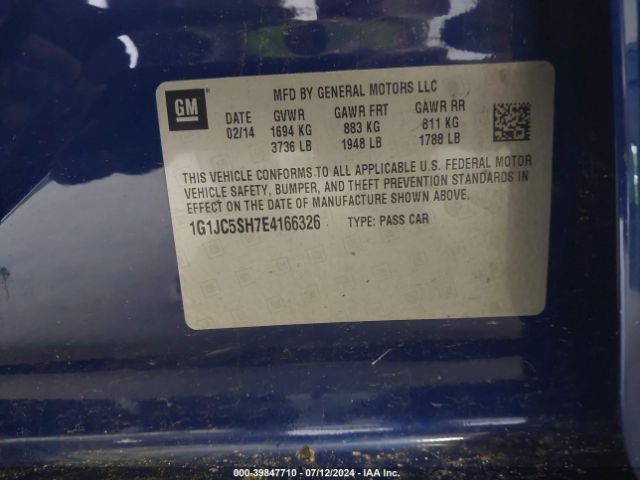 GM
MFD BY GENERAL MOTORS LLC
DATE GVWR GAWR FRT GAWR RR
02/14 1694 KG 883 KG 811 KG
3736 LB 1948 LB 1788 LB
THIS VEHICLE CONFORMS TO ALL APPLICABLE U.S. FEDERAL MOTOR
VEHICLE SAFETY, BUMPER, AND THEFT PREVENTION STANDARDS IN
EFFECT ON THE DATE OF MANUFACTURE SHOWN ABOVE.
1G1JC5SH7E4166326 TYPE: PASS CAR
000-39847710 - 07/12/2024 - IAA Inc.